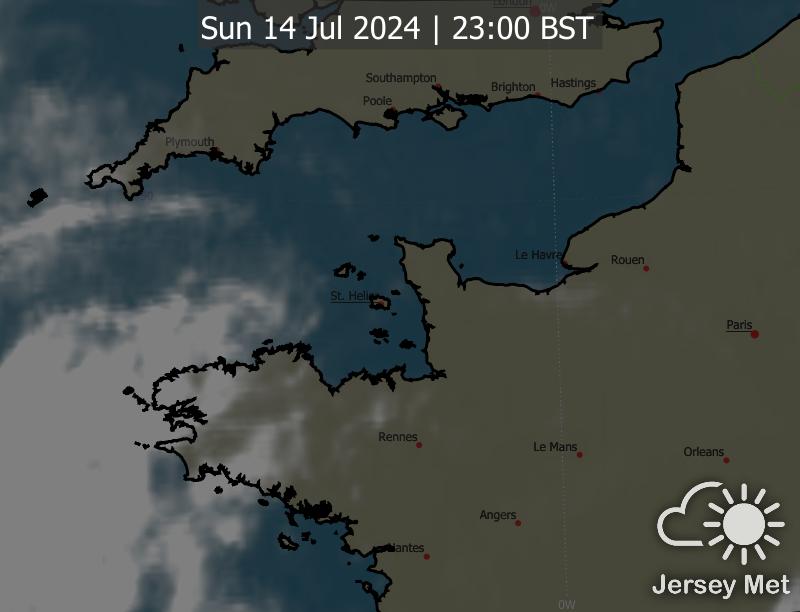 London
0W
Sun 14 Jul 2024 | 23:00 BST
Southampton
Brighton
Hastings
Poole
Plymouth
Le Havre
Rouen
St. Helier
Paris
Rennes
Le Mans
Orleans
Angers
Nantes
Jersey Met
0W